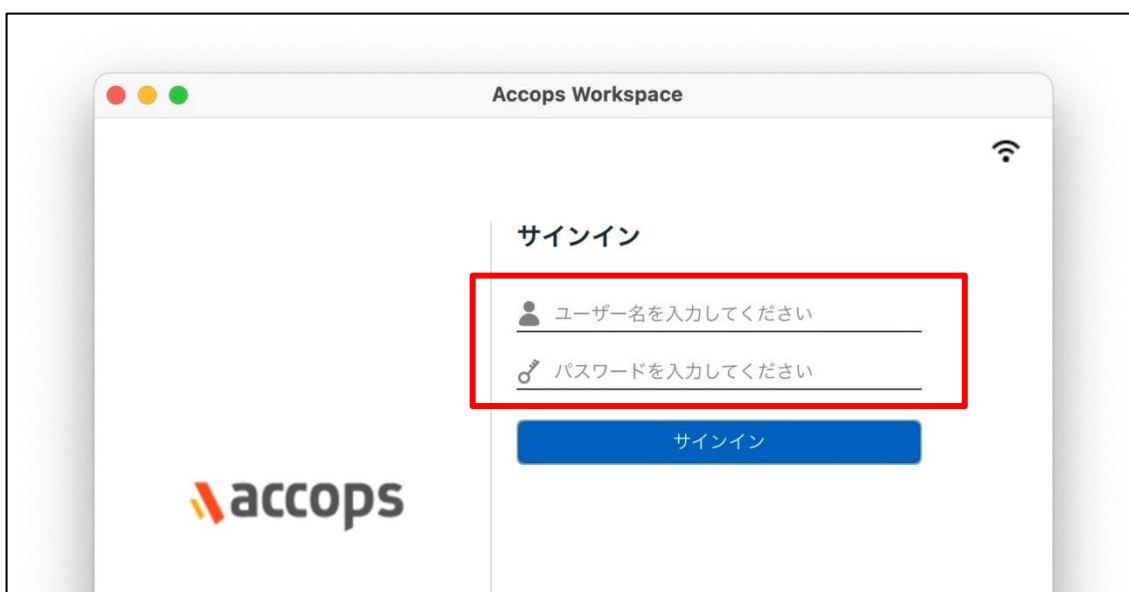 Accops Workspace
サインイン
ユーザー名を入力してください
パスワードを入力してください
サインイン
accops